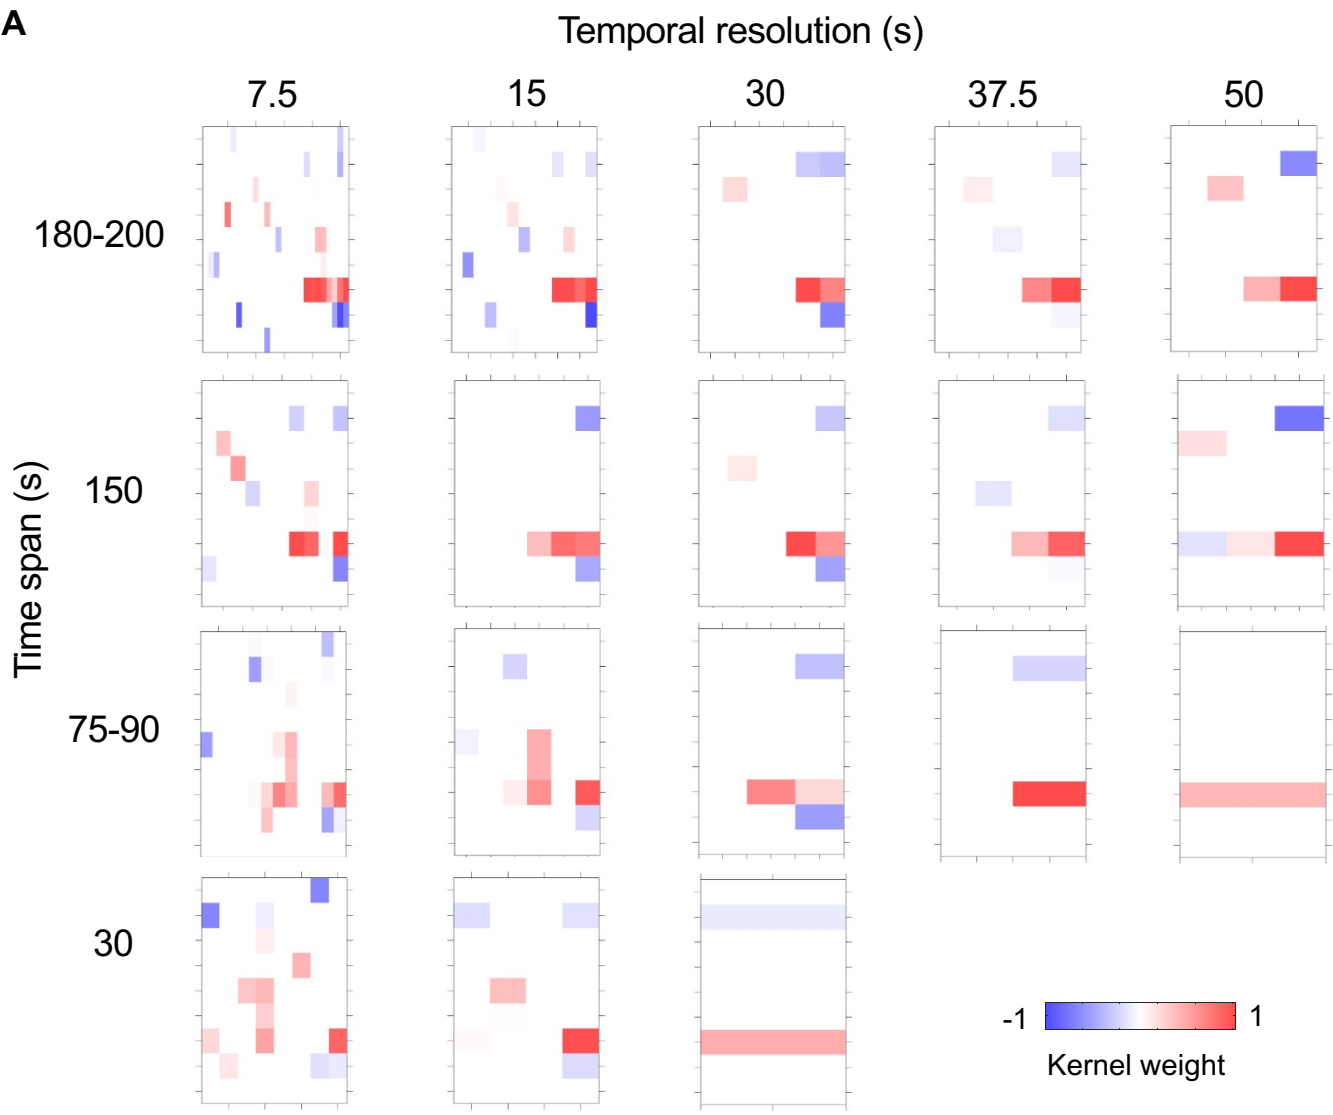 A
Temporal resolution (s)
7.5 15 30 37.5 50
Time span (s)
180-200
150
75-90
30
-1 1
Kernel weight